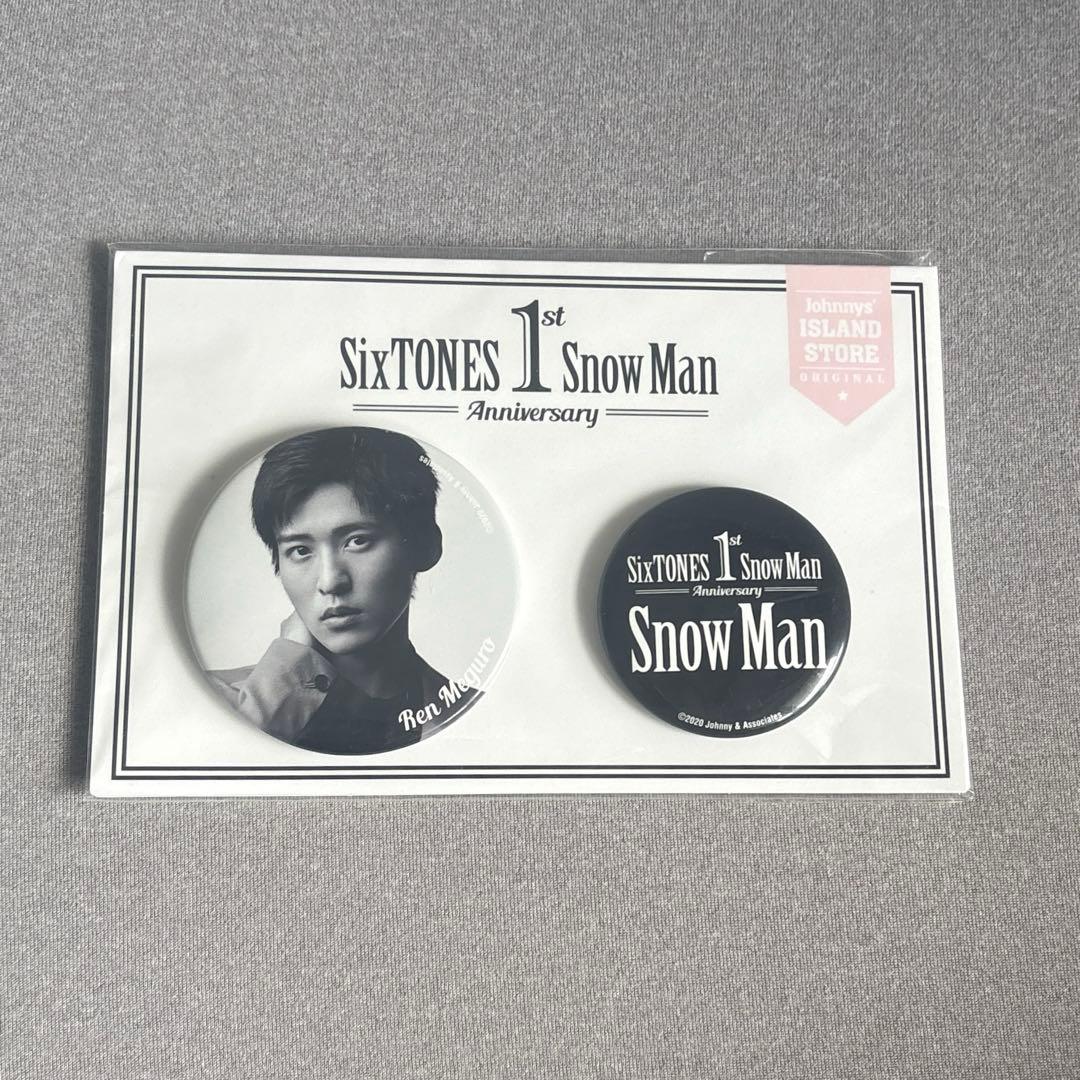 SixTONES 1st Snow Man
Anniversary
Johnnys'
ISLAND
STORE
ORIGINAL
Ren Meguro
SixTONES 1st Snow Man
Anniversary
Snow Man
©2020 Johnny & Associates